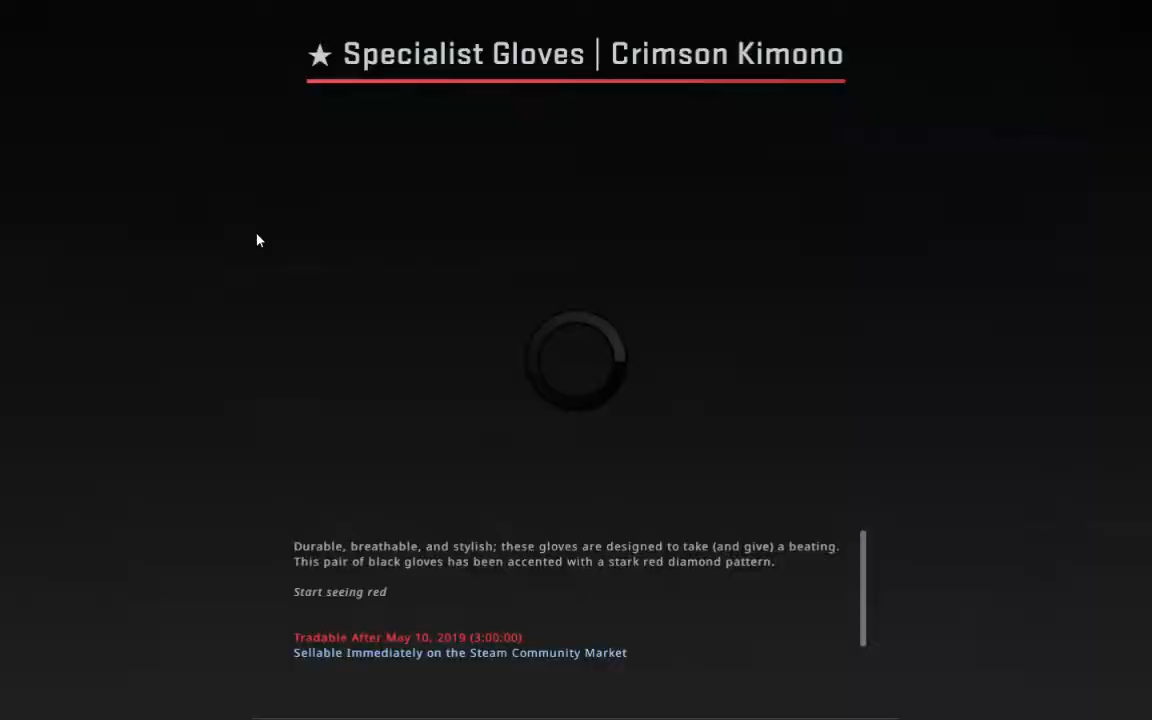 ★ Specialist Gloves | Crimson Kimono
Durable, breathable, and stylish; these gloves are designed to take (and give) a beating.
This pair of black gloves has been accented with a stark red diamond pattern.
Start seeing red
Tradable After May 10, 2019 (3:00:00)
Sellable Immediately on the Steam Community Market